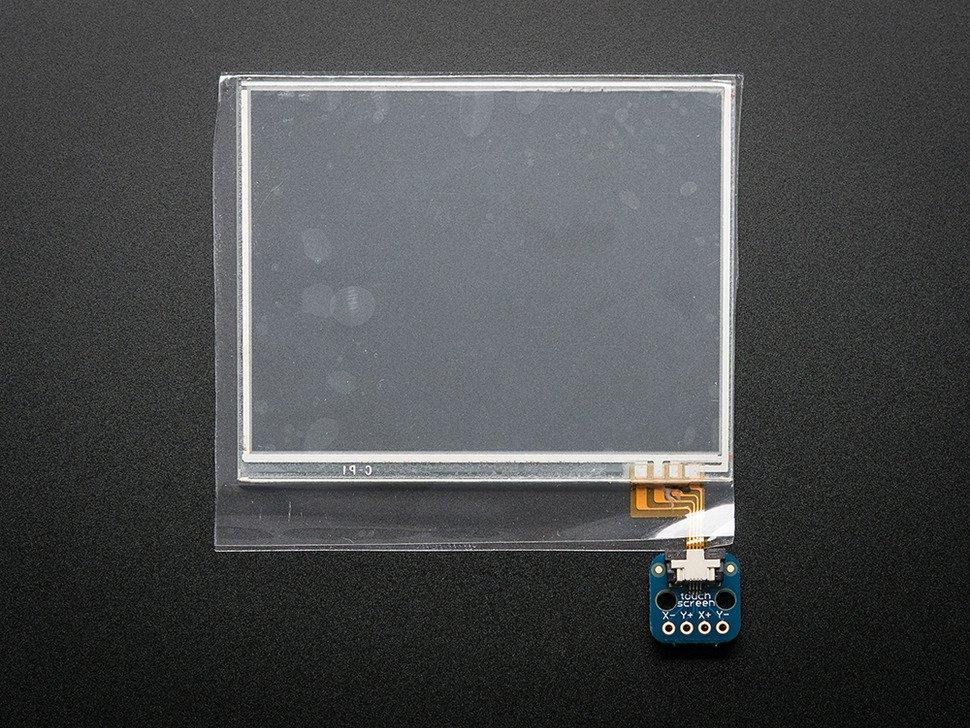 C-P1
touch
screen
X- Y+ X+ Y-